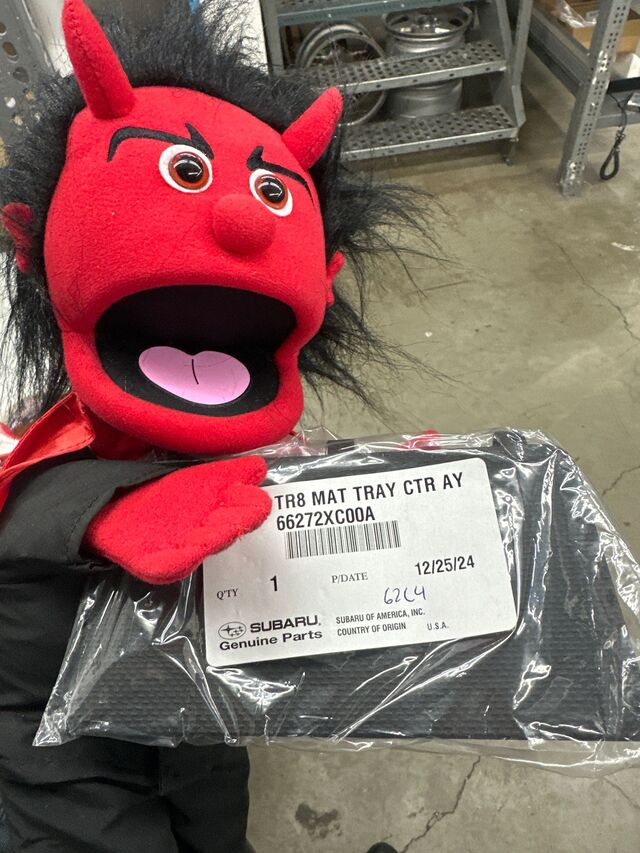 TR8 MAT TRAY CTR AY
66272XC00A
Q'TY 1 P/DATE 12/25/24
6264
SUBARU.
Genuine Parts
SUBARU OF AMERICA, INC.
COUNTRY OF ORIGIN U.S.A.